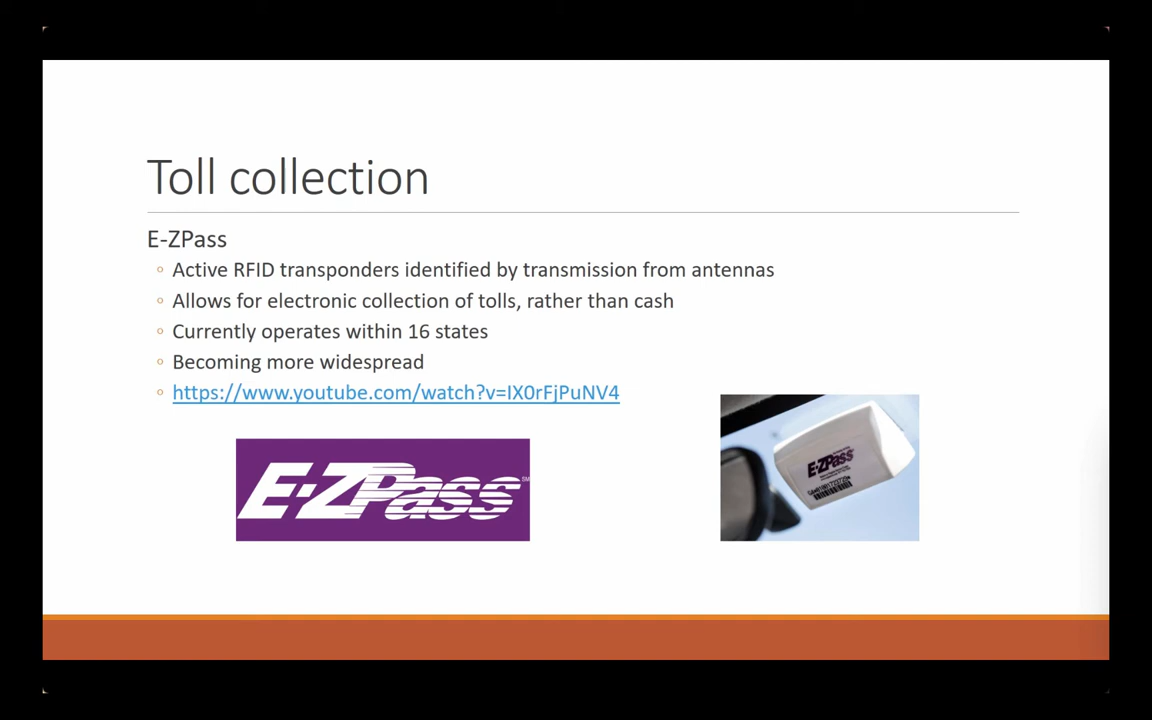 Toll collection
E-ZPass
Active RFID transponders identified by transmission from antennas
Allows for electronic collection of tolls, rather than cash
Currently operates within 16 states
Becoming more widespread
https://www.youtube.com/watch?v=IX0rFjPuNV4
E-ZPass SM
E-ZPass